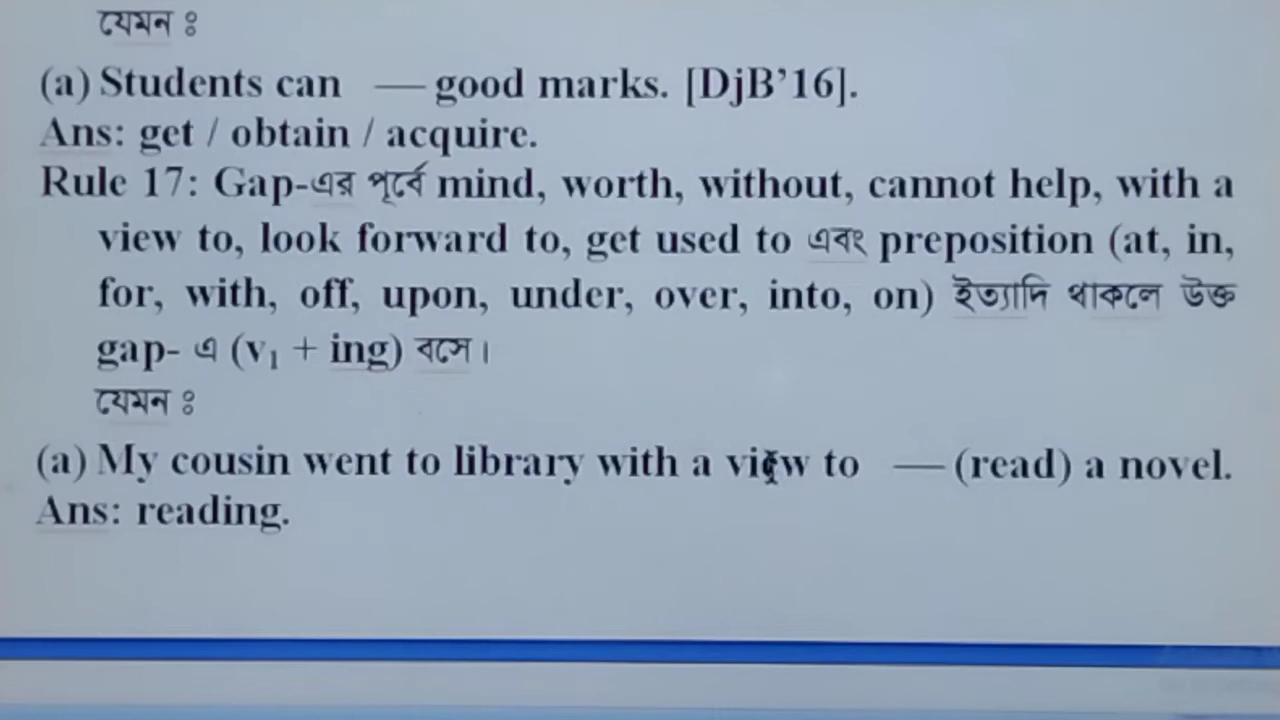 যেমন ঃ
(a) Students can — good marks. [DjB’16].
Ans: get / obtain / acquire.
Rule 17: Gap-এর পূর্বে mind, worth, without, cannot help, with a
view to, look forward to, get used to এবং preposition (at, in,
for, with, off, upon, under, over, into, on) ইত্যাদি থাকলে উক্ত
gap- এ (v₁ + ing) বসে।
যেমন ঃ
(a) My cousin went to library with a view to — (read) a novel.
Ans: reading.